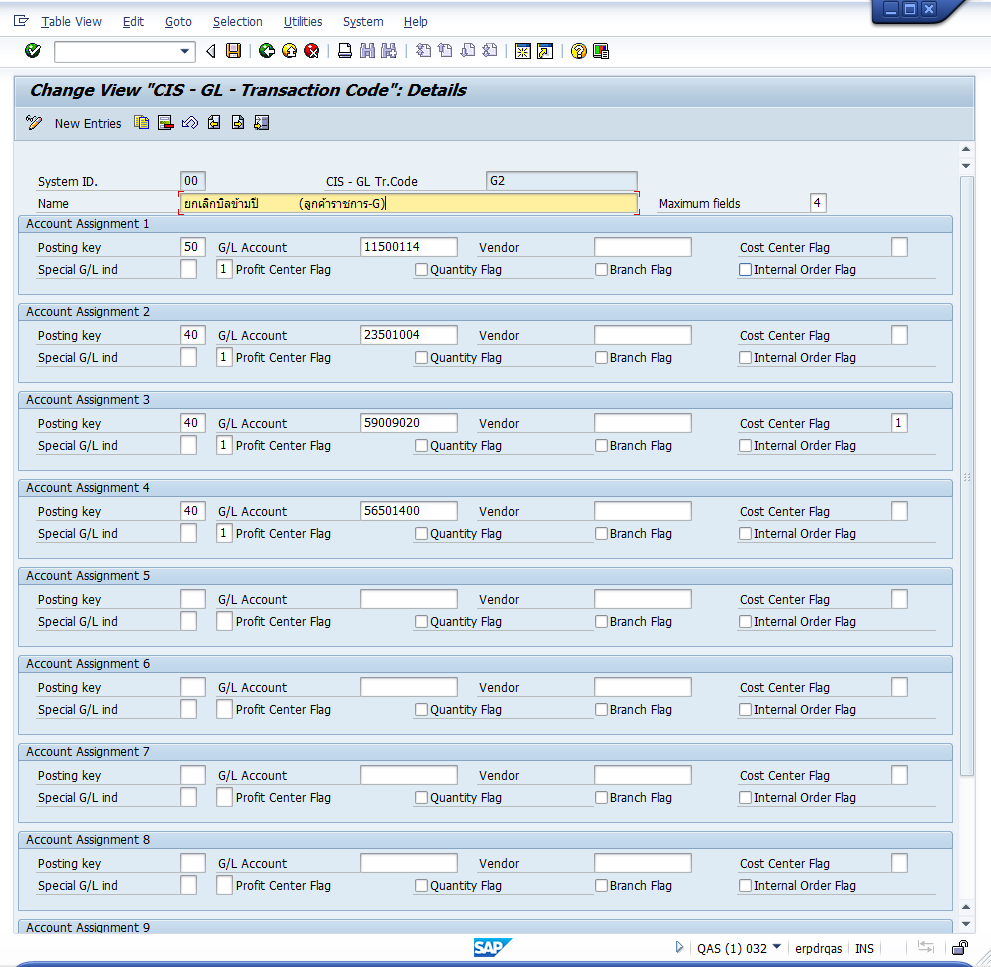 Table View Edit Goto Selection Utilities System Help
Change View "CIS - GL - Transaction Code": Details
New Entries
System ID. 00 CIS - GL Tr.Code G2
Name ยกเลิกบิลข้ามปี (ลูกค้าราชการ-G) Maximum fields 4
Account Assignment 1
Posting key 50 G/L Account 11500114 Vendor Cost Center Flag
Special G/L ind 1 Profit Center Flag Quantity Flag Branch Flag Internal Order Flag
Account Assignment 2
Posting key 40 G/L Account 23501004 Vendor Cost Center Flag
Special G/L ind 1 Profit Center Flag Quantity Flag Branch Flag Internal Order Flag
Account Assignment 3
Posting key 40 G/L Account 59009020 Vendor Cost Center Flag 1
Special G/L ind 1 Profit Center Flag Quantity Flag Branch Flag Internal Order Flag
Account Assignment 4
Posting key 40 G/L Account 56501400 Vendor Cost Center Flag
Special G/L ind 1 Profit Center Flag Quantity Flag Branch Flag Internal Order Flag
Account Assignment 5
Posting key G/L Account Vendor Cost Center Flag
Special G/L ind Profit Center Flag Quantity Flag Branch Flag Internal Order Flag
Account Assignment 6
Posting key G/L Account Vendor Cost Center Flag
Special G/L ind Profit Center Flag Quantity Flag Branch Flag Internal Order Flag
Account Assignment 7
Posting key G/L Account Vendor Cost Center Flag
Special G/L ind Profit Center Flag Quantity Flag Branch Flag Internal Order Flag
Account Assignment 8
Posting key G/L Account Vendor Cost Center Flag
Special G/L ind Profit Center Flag Quantity Flag Branch Flag Internal Order Flag
Account Assignment 9
SAP QAS (1) 032 erpdrqas INS